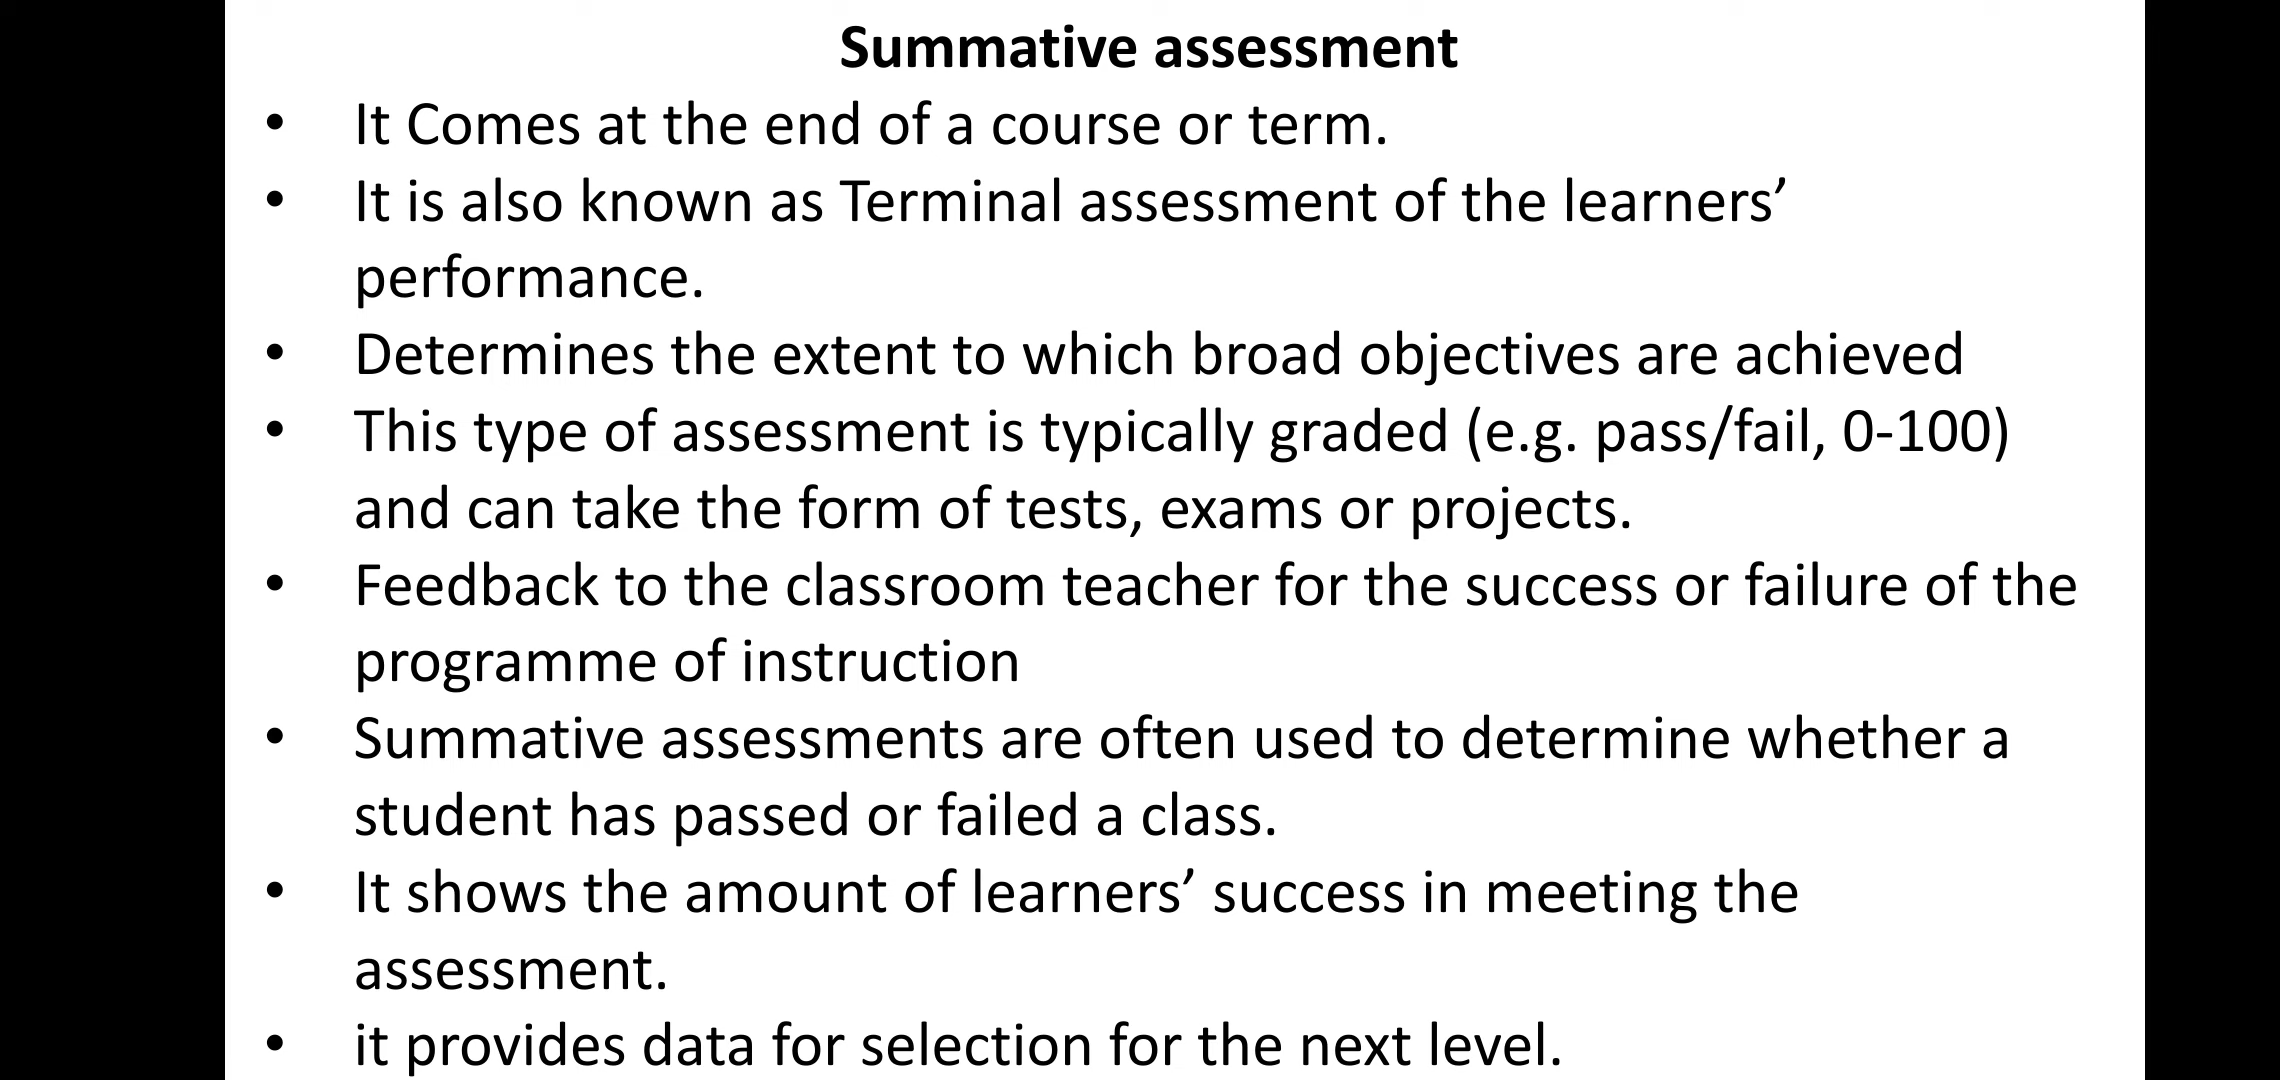 Summative assessment
• It Comes at the end of a course or term.
• It is also known as Terminal assessment of the learners’
performance.
• Determines the extent to which broad objectives are achieved
• This type of assessment is typically graded (e.g. pass/fail, 0-100)
and can take the form of tests, exams or projects.
• Feedback to the classroom teacher for the success or failure of the
programme of instruction
• Summative assessments are often used to determine whether a
student has passed or failed a class.
• It shows the amount of learners’ success in meeting the
assessment.
• it provides data for selection for the next level.